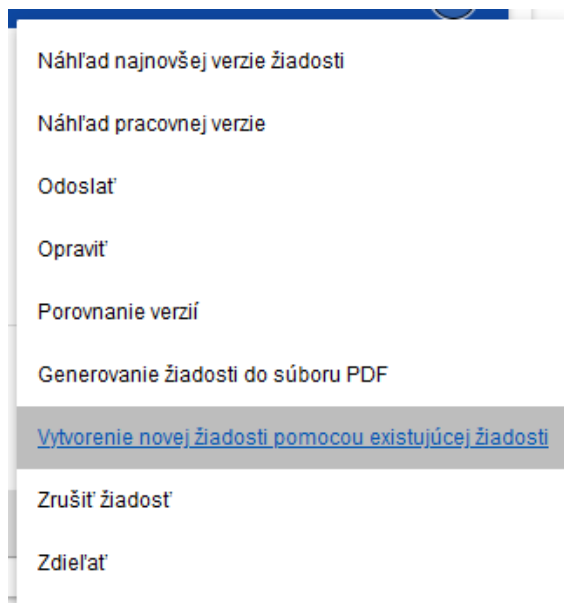 Náhľad najnovšej verzie žiadosti
Náhľad pracovnej verzie
Odoslať
Opraviť
Porovnanie verzií
Generovanie žiadosti do súboru PDF
Vytvorenie novej žiadosti pomocou existujúcej žiadosti
Zrušiť žiadosť
Zdieľať